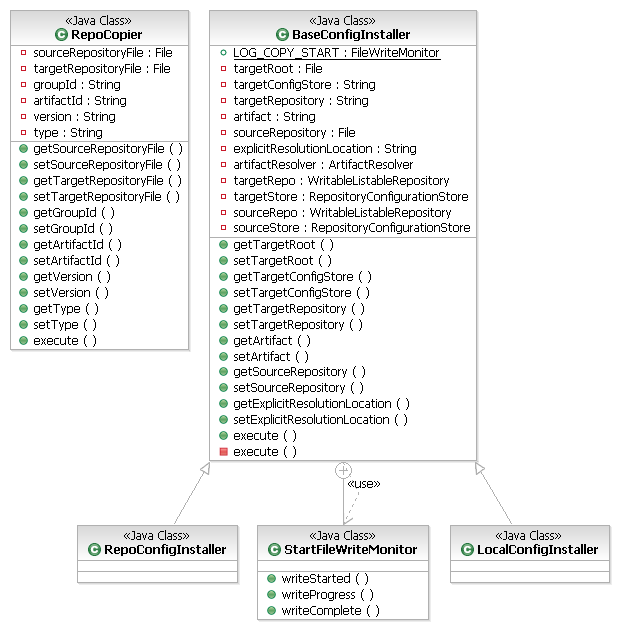 «Java Class»
RepoCopier
sourceRepositoryFile : File
targetRepositoryFile : File
groupId : String
artifactId : String
version : String
type : String
getSourceRepositoryFile ( )
setSourceRepositoryFile ( )
getTargetRepositoryFile ( )
setTargetRepositoryFile ( )
getGroupId ( )
setGroupId ( )
getArtifactId ( )
setArtifactId ( )
getVersion ( )
setVersion ( )
getType ( )
setType ( )
execute ( )
«Java Class»
BaseConfigInstaller
LOG_COPY_START : FileWriteMonitor
targetRoot : File
targetConfigStore : String
targetRepository : String
artifact : String
sourceRepository : File
explicitResolutionLocation : String
artifactResolver : ArtifactResolver
targetRepo : WritableListableRepository
targetStore : RepositoryConfigurationStore
sourceRepo : WritableListableRepository
sourceStore : RepositoryConfigurationStore
getTargetRoot ( )
setTargetRoot ( )
getTargetConfigStore ( )
setTargetConfigStore ( )
getTargetRepository ( )
setTargetRepository ( )
getArtifact ( )
setArtifact ( )
getSourceRepository ( )
setSourceRepository ( )
getExplicitResolutionLocation ( )
setExplicitResolutionLocation ( )
execute ( )
execute ( )
«use»
«Java Class»
RepoConfigInstaller
«Java Class»
StartFileWriteMonitor
writeStarted ( )
writeProgress ( )
writeComplete ( )
«Java Class»
LocalConfigInstaller